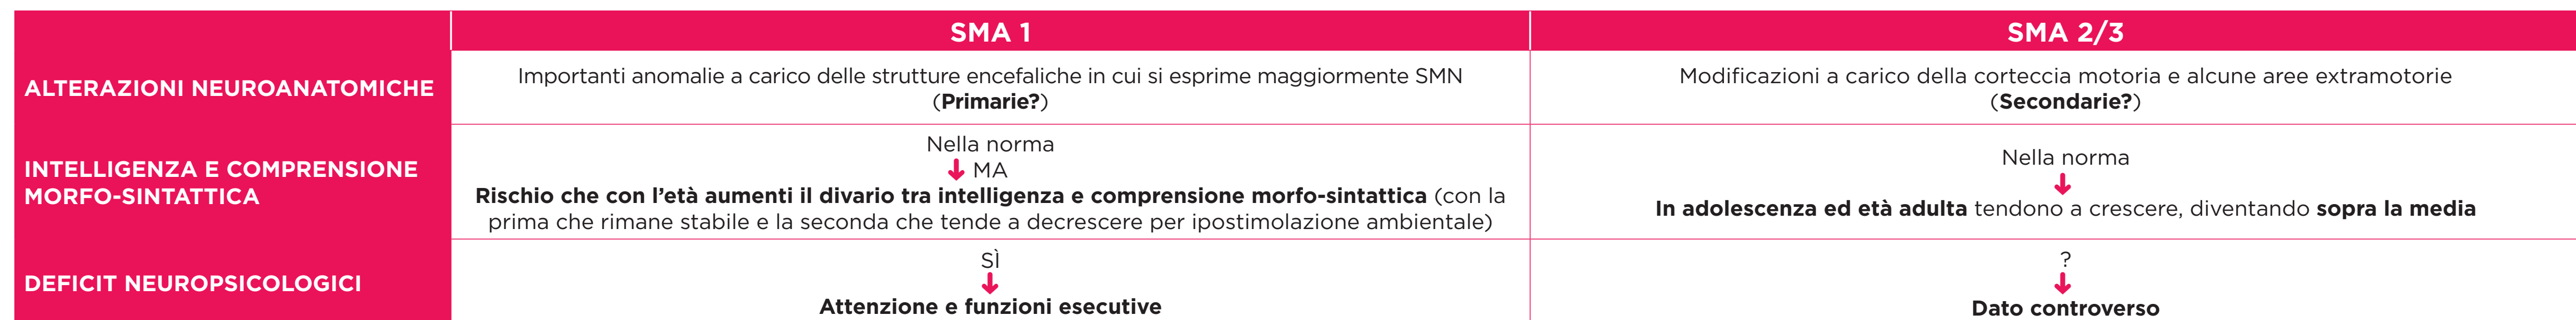 SMA 1
SMA 2/3
ALTERAZIONI NEUROANATOMICHE
Importanti anomalie a carico delle strutture encefaliche in cui si esprime maggiormente SMN
(Primarie?)
Modificazioni a carico della corteccia motoria e alcune aree extramotorie
(Secondarie?)
INTELLIGENZA E COMPRENSIONE
MORFO-SINTATTICA
Nella norma
MA
Rischio che con l’età aumenti il divario tra intelligenza e comprensione morfo-sintattica (con la
prima che rimane stabile e la seconda che tende a decrescere per ipostimolazione ambientale)
Nella norma
In adolescenza ed età adulta tendono a crescere, diventando sopra la media
DEFICIT NEUROPSICOLOGICI
SÌ
Attenzione e funzioni esecutive
?
Dato controverso